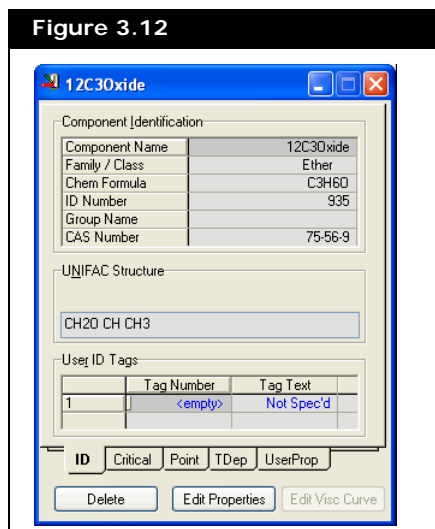 Figure 3.12
12C3Oxide
Component Identification
Component Name 12C3Oxide
Family / Class Ether
Chem Formula C3H6O
ID Number 935
Group Name
CAS Number 75-56-9
UNIFAC Structure
CH2O CH CH3
User ID Tags
Tag Number Tag Text
1 <empty> Not Spec'd
ID Critical Point TDep UserProp
Delete Edit Properties Edit Visc Curve